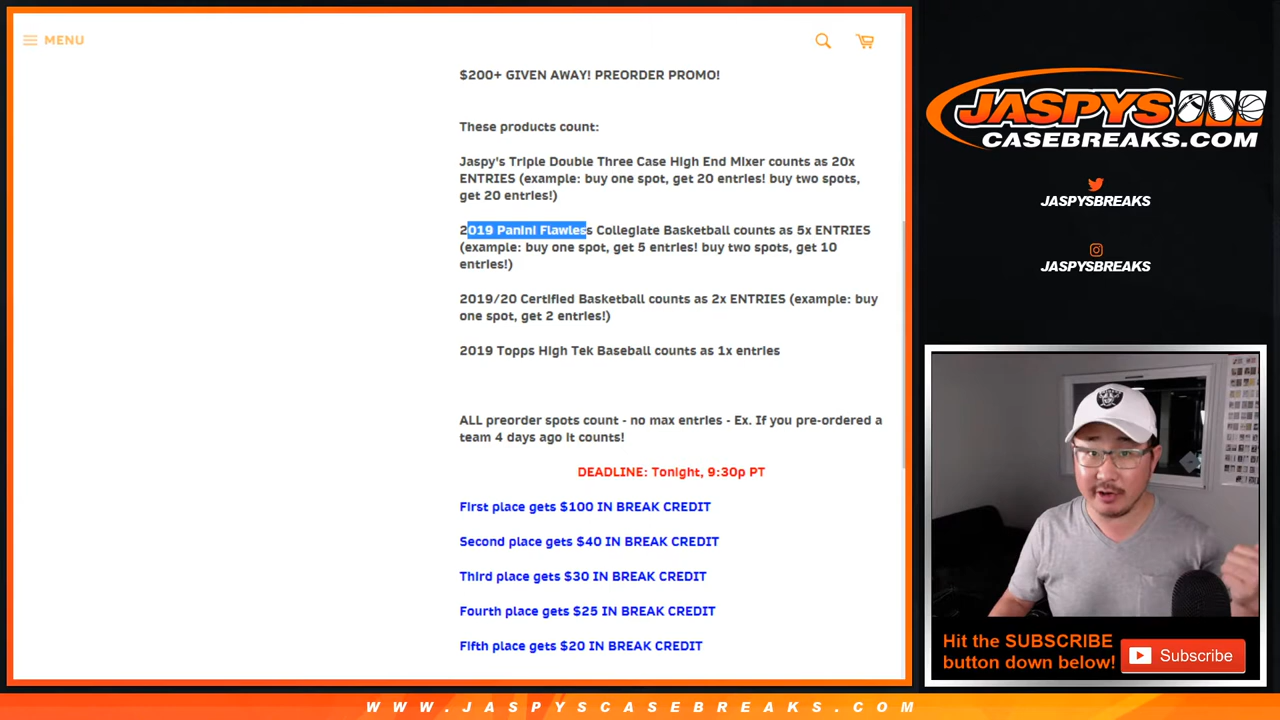 MENU
$200+ GIVEN AWAY! PREORDER PROMO!
These products count:
Jaspy's Triple Double Three Case High End Mixer counts as 20x
ENTRIES (example: buy one spot, get 20 entries! buy two spots,
get 20 entries!)
2019 Panini Flawless Collegiate Basketball counts as 5x ENTRIES
(example: buy one spot, get 5 entries! buy two spots, get 10
entries!)
2019/20 Certified Basketball counts as 2x ENTRIES (example: buy
one spot, get 2 entries!)
2019 Topps High Tek Baseball counts as 1x entries
ALL preorder spots count - no max entries - Ex. If you pre-ordered a
team 4 days ago it counts!
DEADLINE: Tonight, 9:30p PT
First place gets $100 IN BREAK CREDIT
Second place gets $40 IN BREAK CREDIT
Third place gets $30 IN BREAK CREDIT
Fourth place gets $25 IN BREAK CREDIT
Fifth place gets $20 IN BREAK CREDIT
JASPYS
CASEBREAKS.COM
JASPYSBREAKS
JASPYSBREAKS
Hit the SUBSCRIBE
button down below!
Subscribe
WWW.JASPYSCASEBREAKS.COM